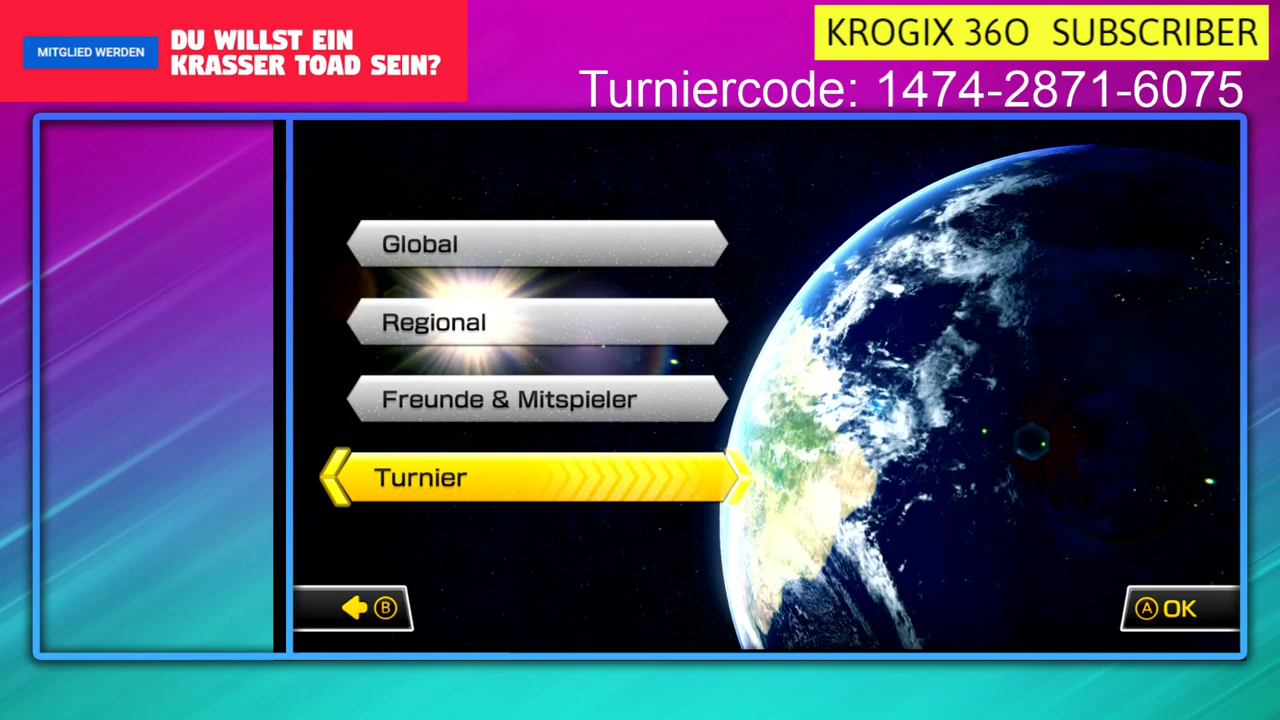 MITGLIED WERDEN
DU WILLST EIN
KRASSER TOAD SEIN?
KROGIX 360 SUBSCRIBER
Turniercode: 1474-2871-6075
Global
Regional
Freunde & Mitspieler
Turnier
B
A OK